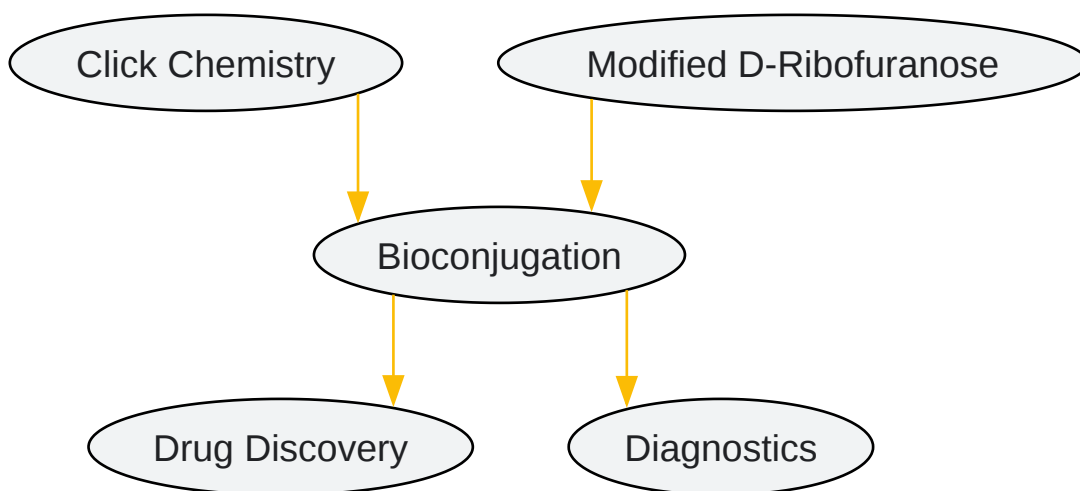 Click Chemistry
Modified D-Ribofuranose
Bioconjugation
Drug Discovery
Diagnostics